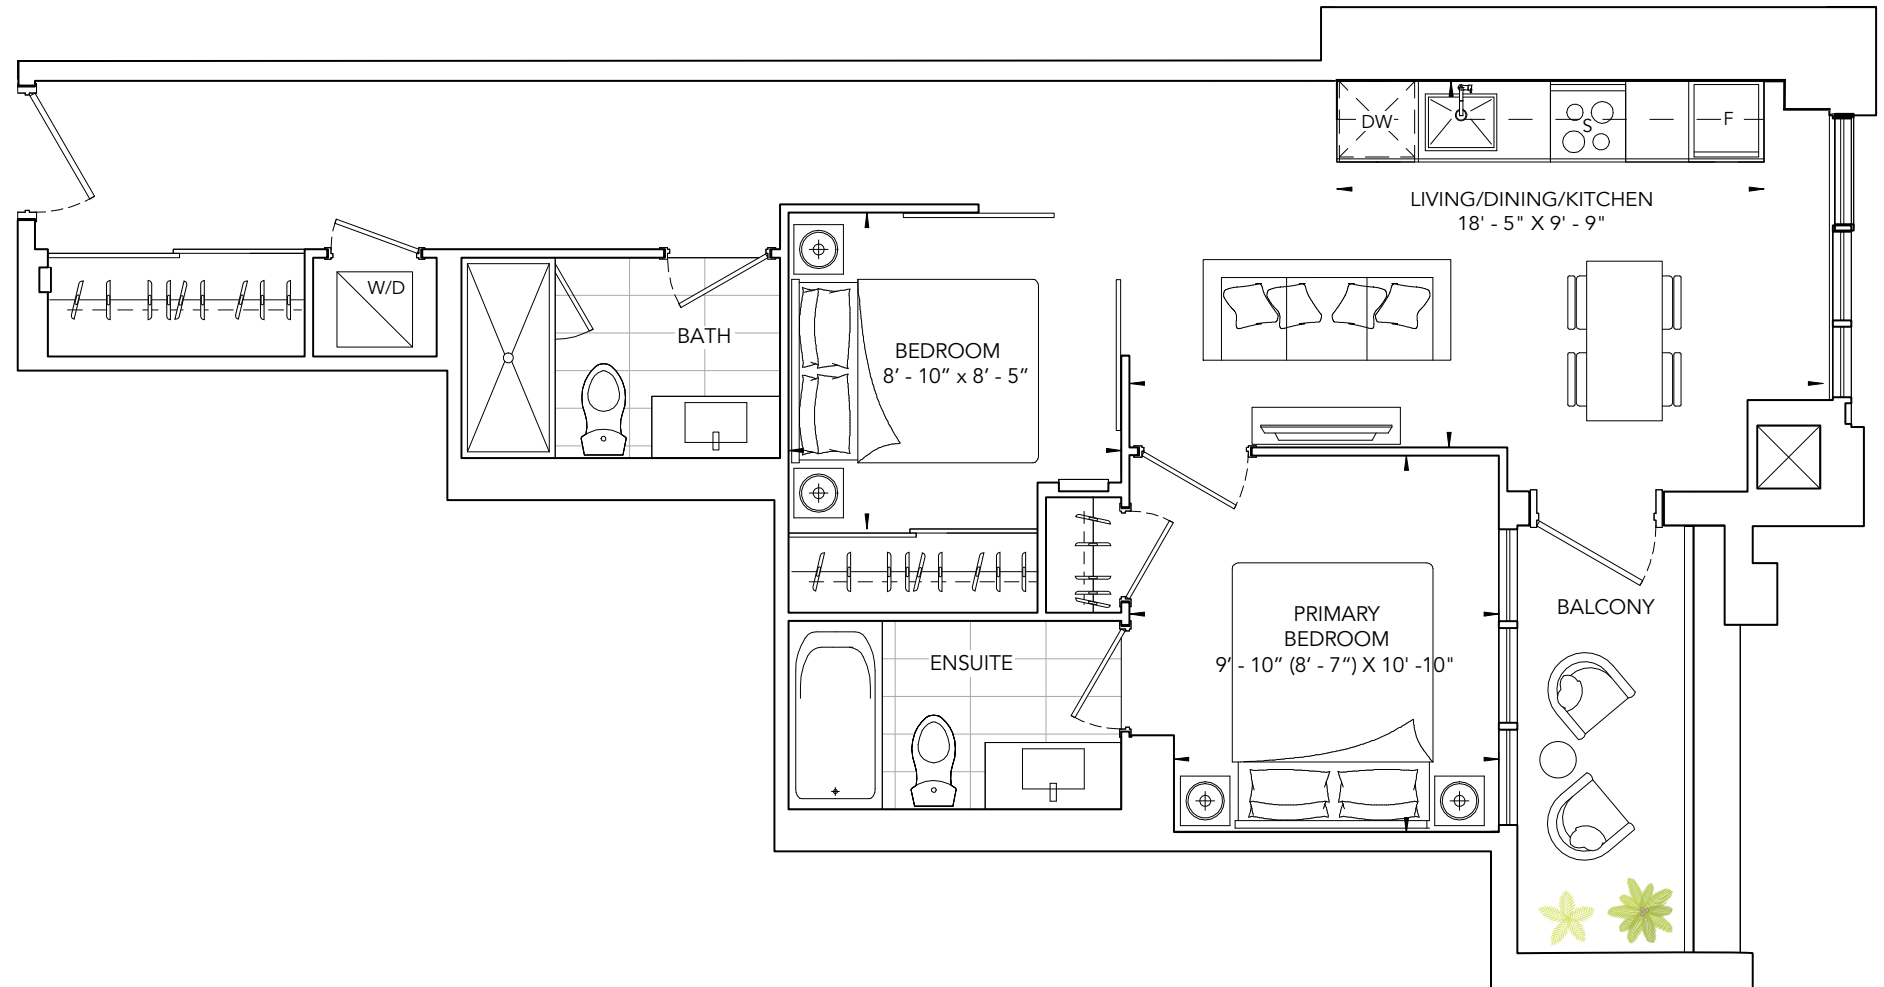 DW
S
F
LIVING/DINING/KITCHEN
18' - 5" X 9' - 9"
W/D
BATH
BEDROOM
8’ - 10” x 8’ - 5”
PRIMARY
BEDROOM
9’ - 10” (8’ - 7”) X 10' -10"
BALCONY
ENSUITE